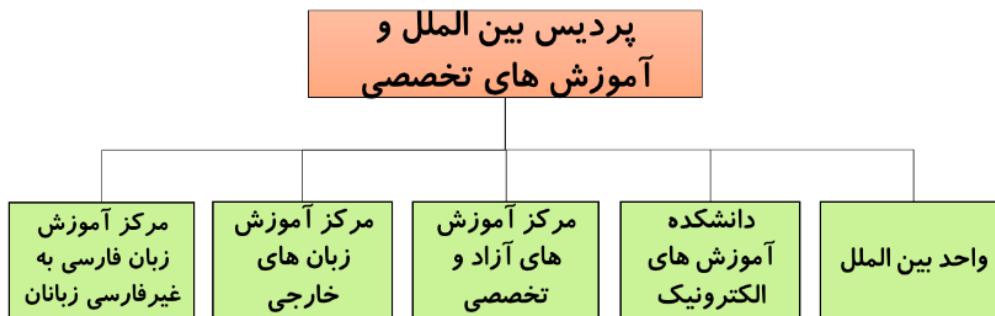 پردیس بین الملل و
آموزش های تخصصی
واحد بین الملل
دانشکده
آموزش های
الکترونیک
مرکز آموزش
های آزاد و
تخصصی
مرکز آموزش
زبان های
خارجی
مرکز آموزش
زبان فارسی به
غیرفارسی زبانان